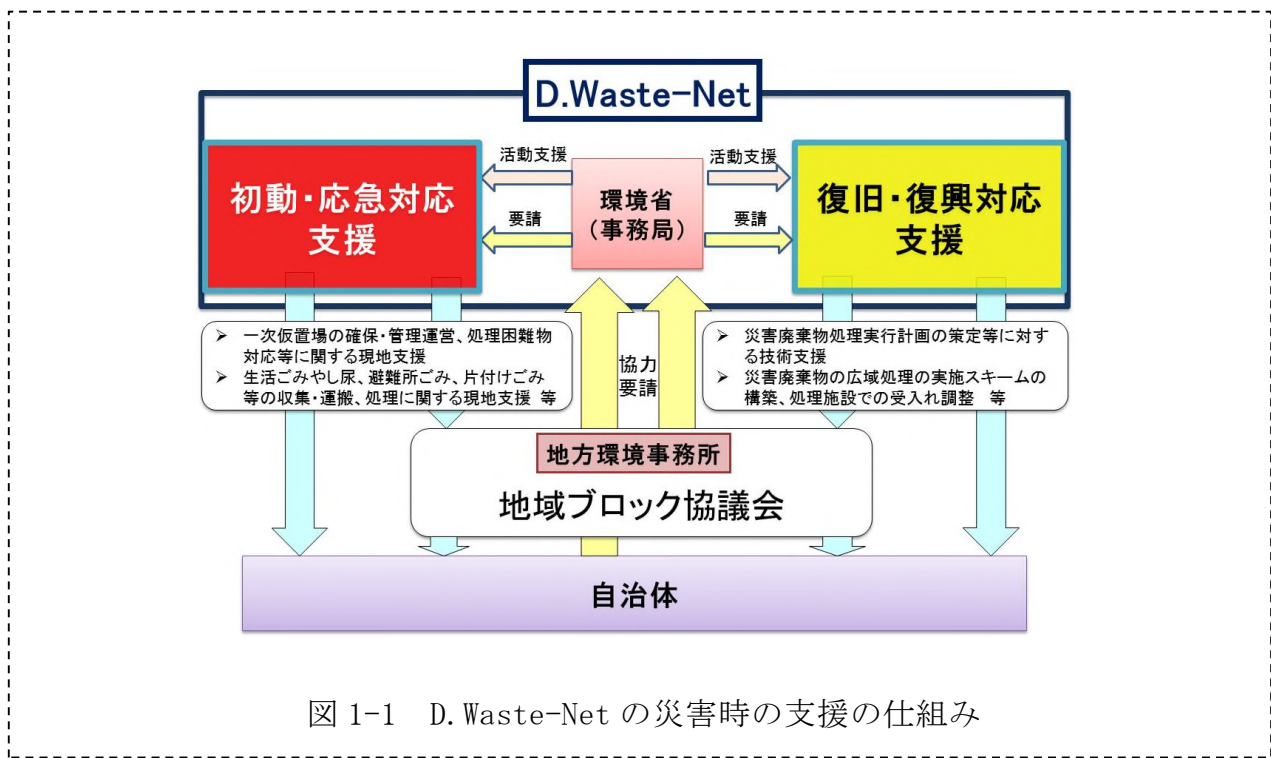 D.Waste-Net
初動・応急対応
支援
活動支援
要請
環境省
(事務局)
活動支援
要請
復旧・復興対応
支援
➢ 一次仮置場の確保・管理運営、処理困難物
対応等に関する現地支援
➢ 生活ごみやし尿、避難所ごみ、片付けごみ
等の収集・運搬、処理に関する現地支援 等
協力
要請
➢ 災害廃棄物処理実行計画の策定等に対す
る技術支援
➢ 災害廃棄物の広域処理の実施スキームの
構築、処理施設での受入れ調整 等
地方環境事務所
地域ブロック協議会
自治体
図 1-1 D.Waste-Net の災害時の支援の仕組み